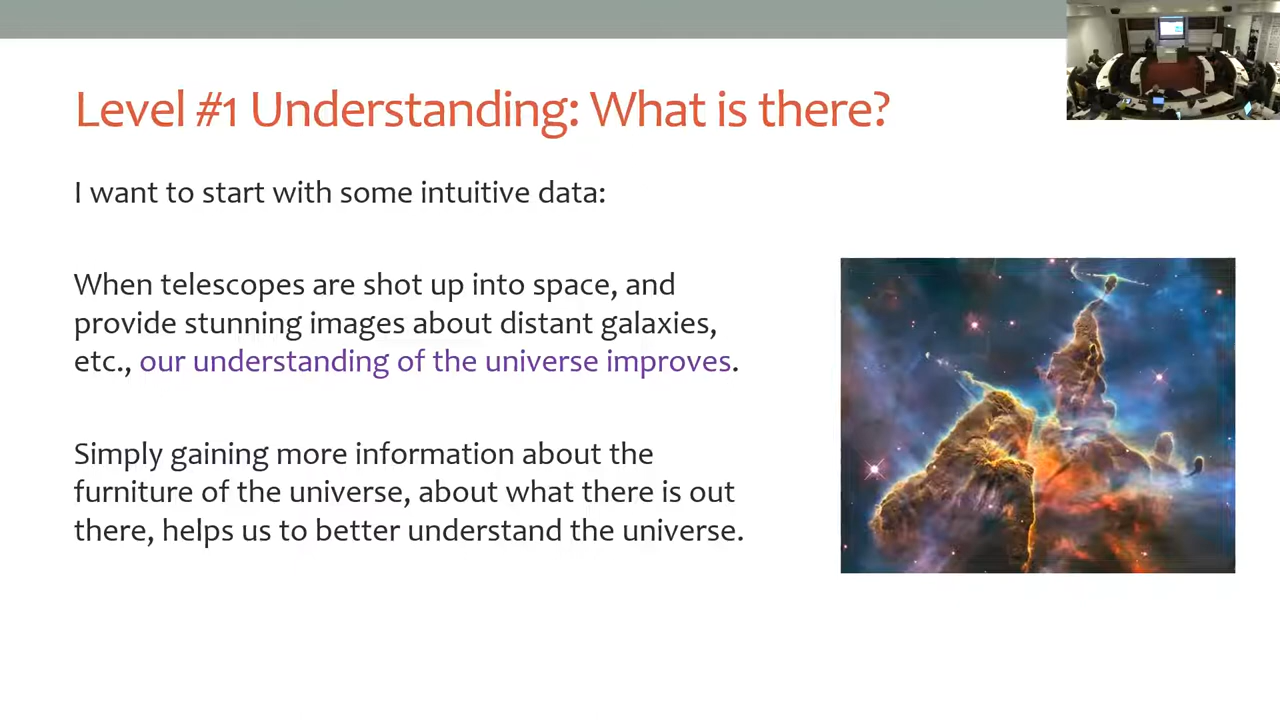 Level #1 Understanding: What is there?
I want to start with some intuitive data:
When telescopes are shot up into space, and
provide stunning images about distant galaxies,
etc., our understanding of the universe improves.
Simply gaining more information about the
furniture of the universe, about what there is out
there, helps us to better understand the universe.